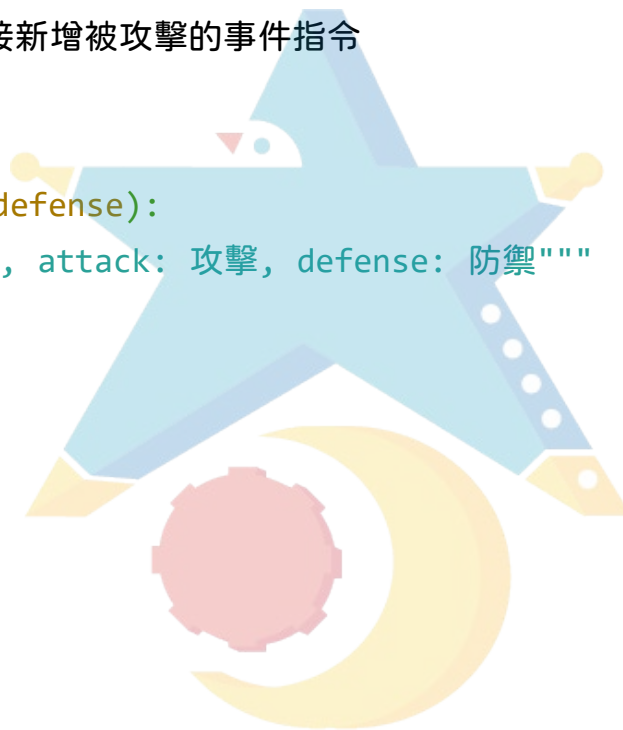 接新增被攻擊的事件指令
defense):
, attack: 攻擊, defense: 防禦"""